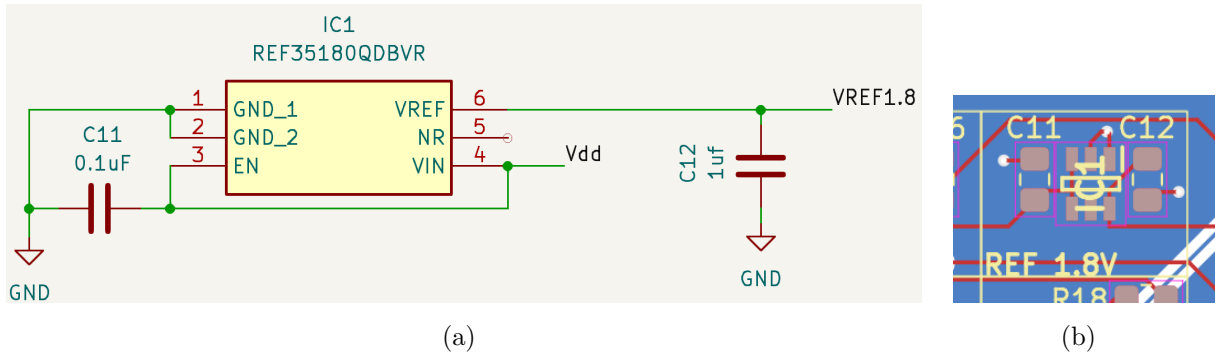 IC1
REF35180QDBVR
1 GND_1 VREF 6 VREF1.8
2 GND_2 NR 5
3 EN VIN 4 Vdd
C11
0.1uF
C12
1uf
GND
GND
(a)
6 C11 C12
IC1
REF 1.8V
R18
(b)